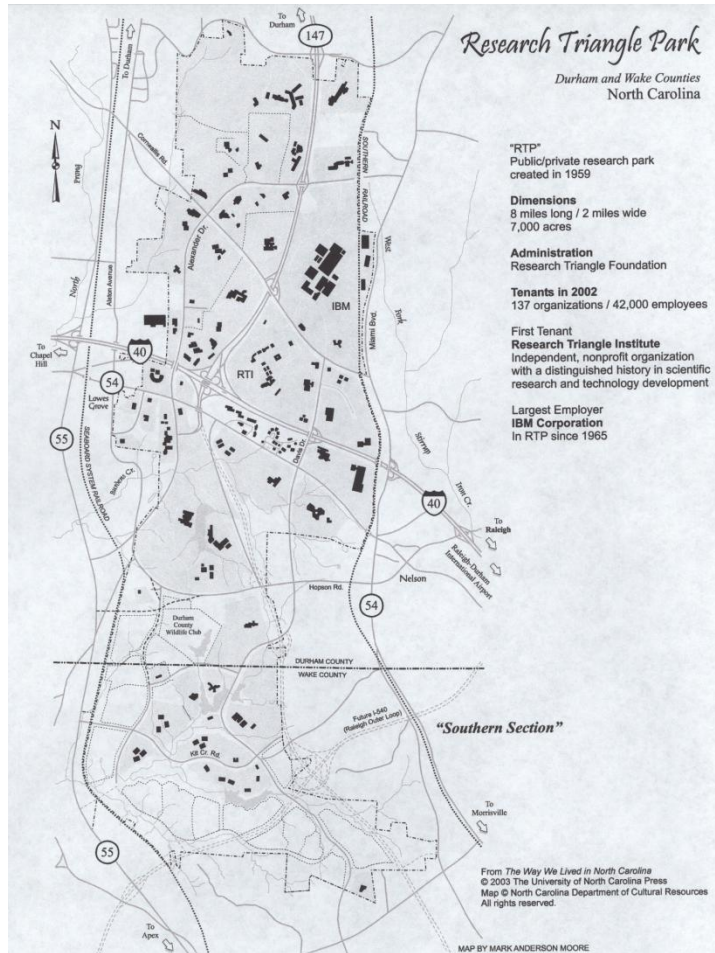 Research Triangle Park
Durham and Wake Counties
North Carolina
"RTP"
Public/private research park
created in 1959
Dimensions
8 miles long / 2 miles wide
7,000 acres
Administration
Research Triangle Foundation
Tenants in 2002
137 organizations / 42,000 employees
First Tenant
Research Triangle Institute
Independent, nonprofit organization
with a distinguished history in scientific
research and technology development
Largest Employer
IBM Corporation
In RTP since 1965
To
Durham
147
To Durham
N
Cornwallis Rd.
Prong
North
SOUTHERN RAILROAD
Alexander Dr.
Alston Avenue
West
York
IBM
Miami Blvd.
40
To
Chapel
Hill
54
RTI
Lowes
Grove
55
SEABOARD SYSTEM RAILROAD
Davis Dr.
Stirrup
Iron Cr.
40
To
Raleigh
Raleigh-Durham
International Airport
Nelson
Hopson Rd.
54
Durham
County
Wildlife Club
DURHAM COUNTY
WAKE COUNTY
Future I-540
(Raleigh Outer Loop)
"Southern Section"
Kit Cr. Rd.
To
Morrisville
55
To
Apex
From The Way We Lived in North Carolina
© 2003 The University of North Carolina Press
Map © North Carolina Department of Cultural Resources
All rights reserved.
MAP BY MARK ANDERSON MOORE